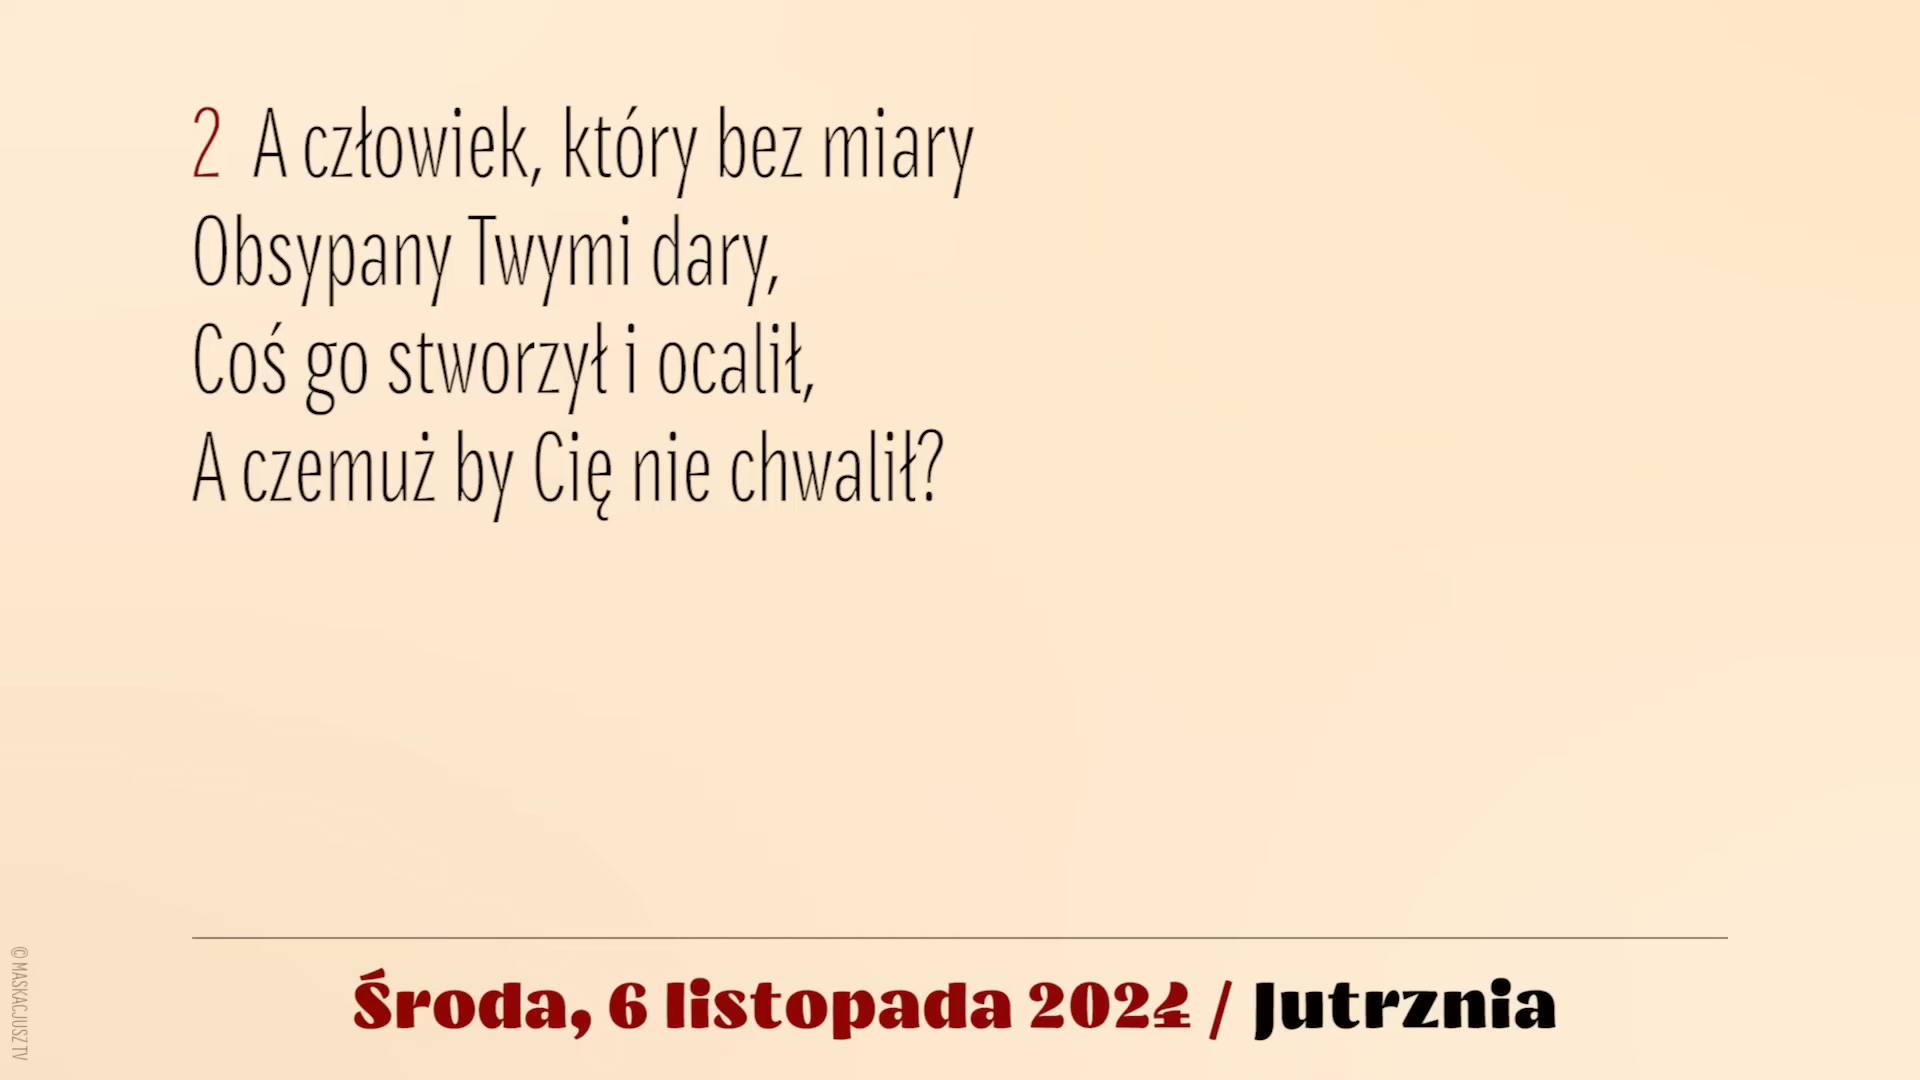 2 A człowiek, który bez miary
Obsypany Twymi dary,
Coś go stworzył i ocalił,
A czemuż by Cię nie chwalił?
Środa, 6 listopada 2024 / Jutrznia
© MASKACJUSZ TV